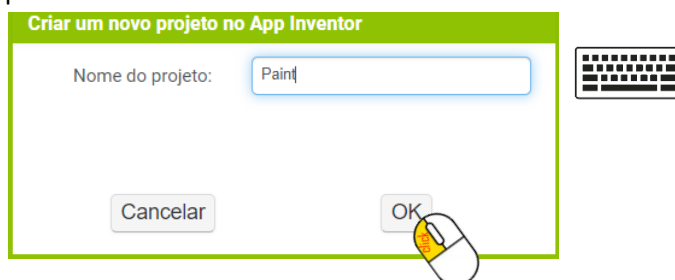 Criar um novo projeto no App Inventor
Nome do projeto: Paint
Cancelar OK
click